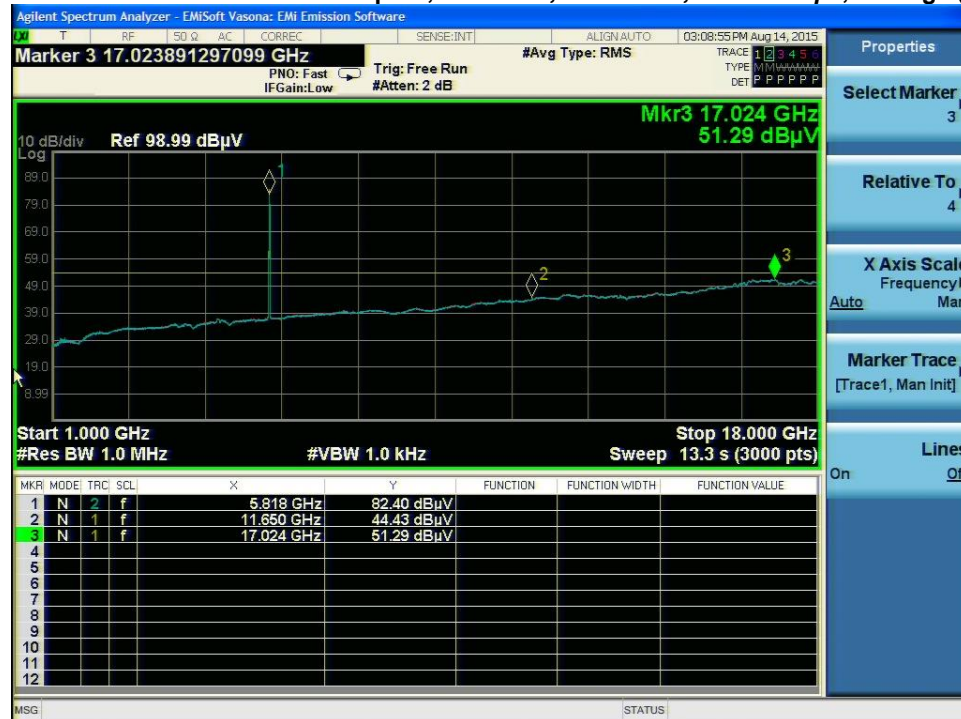 Agilent Spectrum Analyzer - EMiSoft Vasona: EMi Emission Software
LXI T RF 50 Ω AC CORREC SENSE:INT ALIGNAUTO 03:08:55 PM Aug 14, 2015
Marker 3 17.023891297099 GHz
PNO: Fast
IFGain:Low
Trig: Free Run
#Atten: 2 dB
#Avg Type: RMS
TRACE 1 2 3 4 5 6
TYPE M M W W W W
DET P P P P P P
Mkr3 17.024 GHz
51.29 dBµV
10 dB/div Ref 98.99 dBµV
Log
89.0
79.0
69.0
59.0
49.0
39.0
29.0
19.0
8.99
1
2
3
Start 1.000 GHz Stop 18.000 GHz
#Res BW 1.0 MHz #VBW 1.0 kHz Sweep 13.3 s (3000 pts)
MKR MODE TRC SCL X Y FUNCTION FUNCTION WIDTH FUNCTION VALUE
1 N 2 f 5.818 GHz 82.40 dBµV
2 N 1 f 11.650 GHz 44.43 dBµV
3 N 1 f 17.024 GHz 51.29 dBµV
4
5
6
7
8
9
10
11
12
MSG STATUS
Properties
Select Marker
3
Relative To
4
X Axis Scale
Frequency
Auto Man
Marker Trace
[Trace1, Man Init]
Lines
On